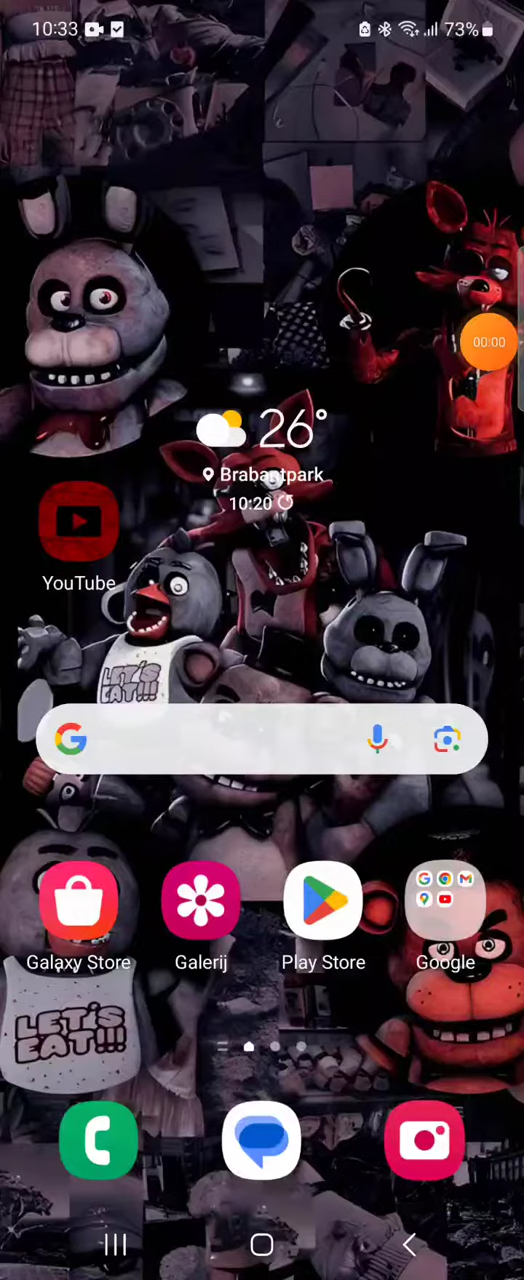 10:33
73%
00:00
26°
Brabantpark
10:20
YouTube
LET'S
EAT!!!
G
Galaxy Store
Galerij
Play Store
Google
LET'S
EAT!!!